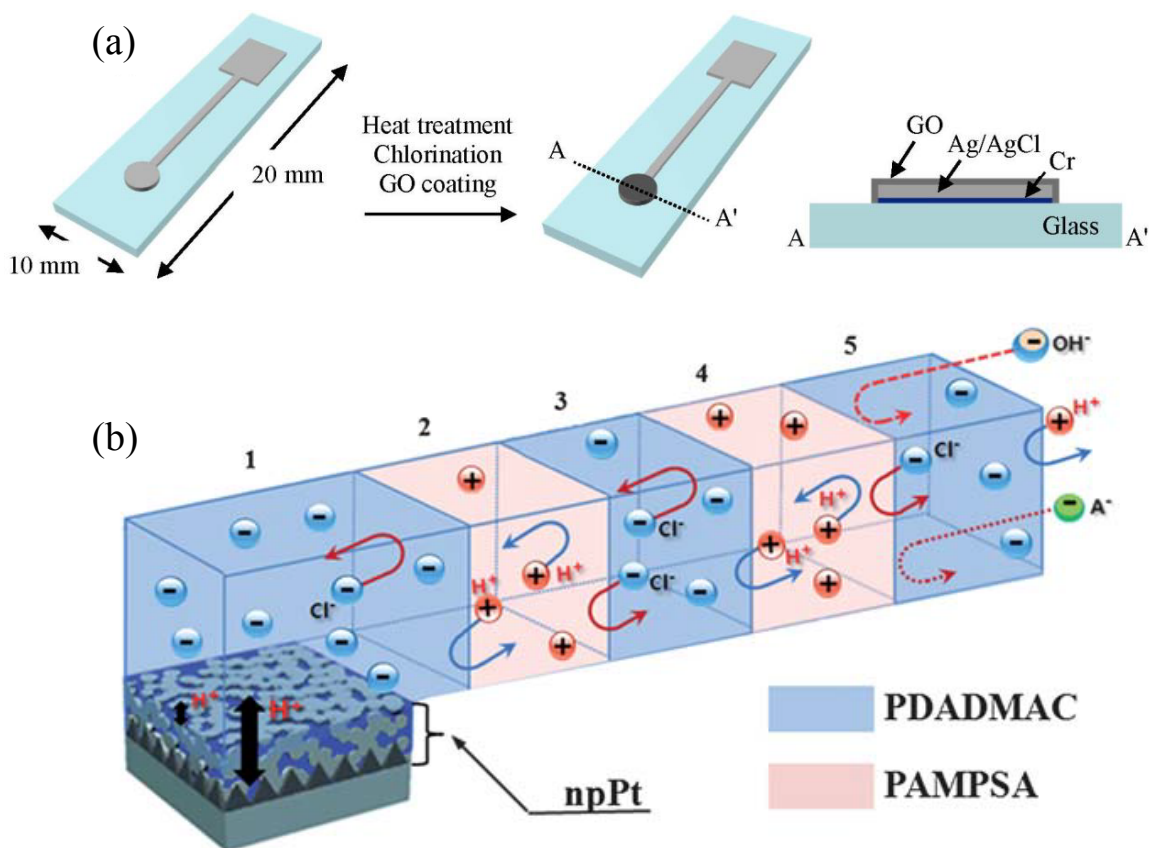 (a)
10 mm
20 mm
Heat treatment
Chlorination
GO coating
A
A'
GO
Ag/AgCl
Cr
Glass
A
A'
(b)
1
2
3
4
5
OH⁻
H⁺
Cl⁻
A⁻
Cl⁻
H⁺
H⁺
Cl⁻
Cl⁻
H⁺
H⁺
H⁺
H⁺
npPt
PDADMAC
PAMPSA